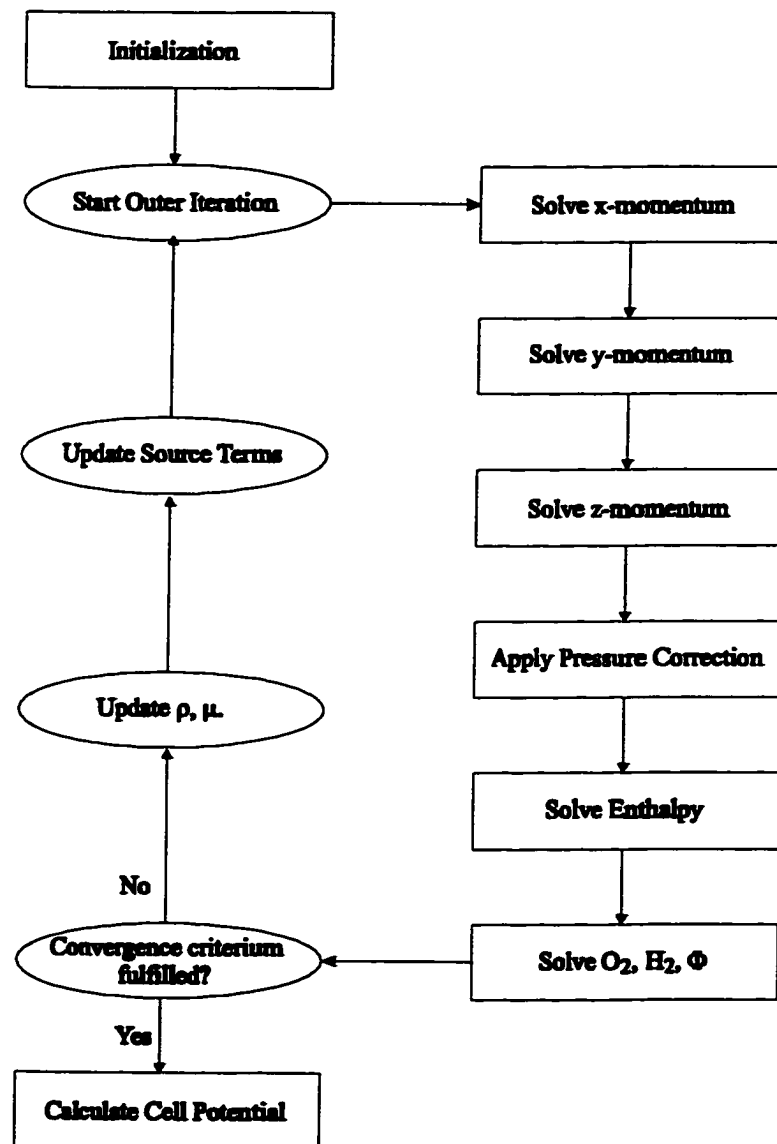 Initialization
Start Outer Iteration
Solve x-momentum
Solve y-momentum
Update Source Terms
Solve z-momentum
Apply Pressure Correction
Update ρ, μ.
Solve Enthalpy
No
Convergence criterium
fulfilled?
Solve O₂, H₂, Φ
Yes
Calculate Cell Potential